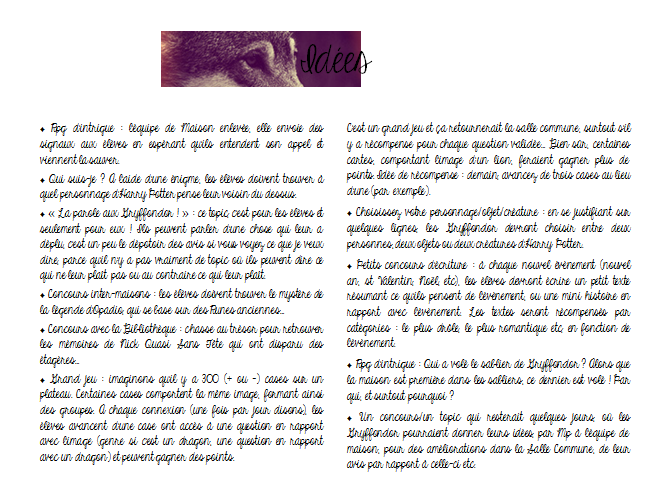 Idées
✦ Rpg d'intrigue : l'équipe de Maison enlevée, elle envoie des
signaux aux élèves en espérant qu'ils entendent son appel et
viennent la sauver.
✦ Qui suis-je ? A l'aide d'une énigme, les élèves doivent trouver à
quel personnage d'Harry Potter pense leur voisin du dessus.
✦ « La parole aux Gryffondor ! » : ce topic, c'est pour les élèves et
seulement pour eux ! Ils peuvent parler d'une chose qui leur a
déplu, c'est un peu le dépotoir des avis si vous voyez ce que je veux
dire, parce qu'il n'y a pas vraiment de topic où ils peuvent dire ce
qui ne leur plaît pas ou au contraire ce qui leur plaît.
✦ Concours inter-maisons : les élèves doivent trouver le mystère de
la légende d'Opadio, qui se base sur des Runes anciennes...
✦ Concours avec la Bibliothèque : chasse au trésor pour retrouver
les mémoires de Nick Quasi Sans Tête qui ont disparu des
étagères...
✦ Grand jeu : imaginons qu'il y a 300 (+ ou -) cases sur un
plateau. Certaines cases comportent la même image, formant ainsi
des groupes. A chaque connexion (une fois par jour disons), les
élèves avancent d'une case ont accès à une question en rapport
avec l'image (genre si c'est un dragon, une question en rapport
avec un dragon) et peuvent gagner des points.
C'est un grand jeu et ça retournerait la salle commune, surtout s'il
y a récompense pour chaque question validée... Bien sûr, certaines
cartes, comportant l'image d'un lion, feraient gagner plus de
points. Idée de récompense : demain, avancez de trois cases au lieu
d'une (par exemple).
✦ Choisissez votre personnage/objet/créature : en se justifiant sur
quelques lignes, les Gryffondor devront choisir entre deux
personnes, deux objets ou deux créatures d'Harry Potter.
✦ Petits concours d'écriture : à chaque nouvel évènement (nouvel
an, st Valentin, Noël, etc), les élèves devront écrire un petit texte
résumant ce qu'ils pensent de l'évènement, ou une mini histoire en
rapport avec l'évènement. Les textes seront récompensés par
catégories : le plus drôle, le plus romantique etc, en fonction de
l'évènement.
✦ Rpg d'intrigue : Qui a volé le sablier de Gryffondor ? Alors que
la maison est première dans les sabliers, ce dernier est volé ! Par
qui, et surtout pourquoi ?
✦ Un concours/un topic qui resterait quelques jours, où les
Gryffondor pourraient donner leurs idées, par Mp à l'équipe de
maison, pour des améliorations dans la Salle Commune, de leur
avis par rapport à celle-ci etc.